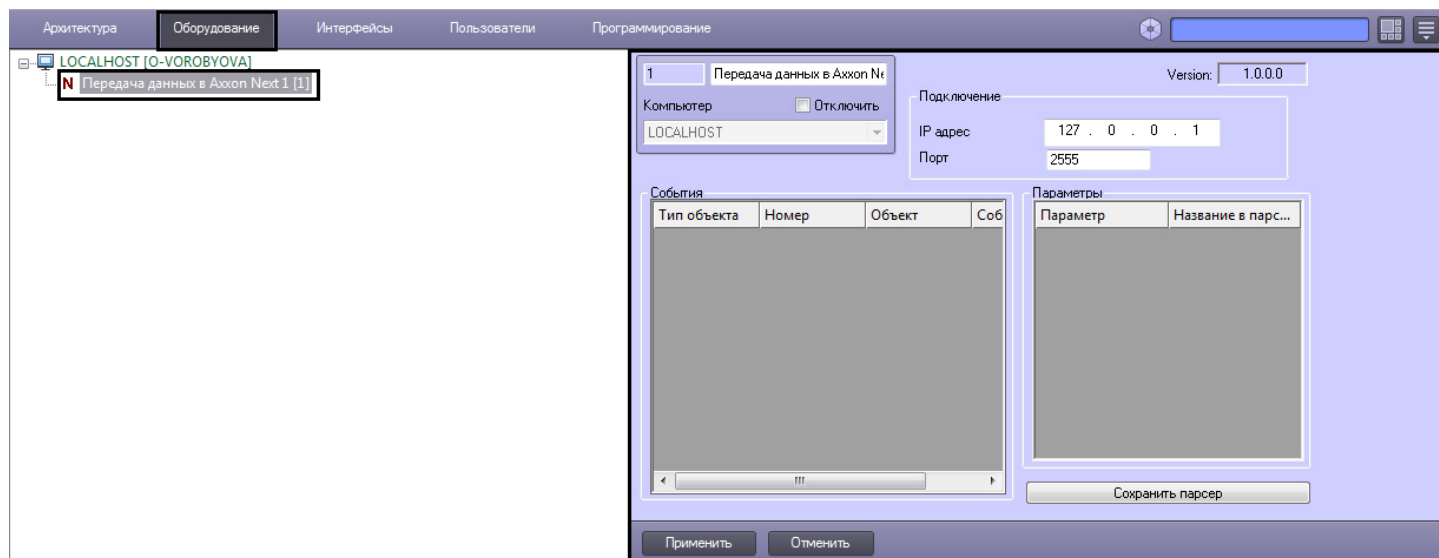 Архитектура Оборудование Интерфейсы Пользователи Программирование
LOCALHOST [O-VOROBYOVA]
N Передача данных в Axxon Next 1 [1]
1 Передача данных в Axxon Ne Version: 1.0.0.0
Компьютер Отключить
LOCALHOST
Подключение
IP адрес 127 . 0 . 0 . 1
Порт 2555
События
Тип объекта Номер Объект Соб
Параметры
Параметр Название в парс...
Сохранить парсер
Применить Отменить